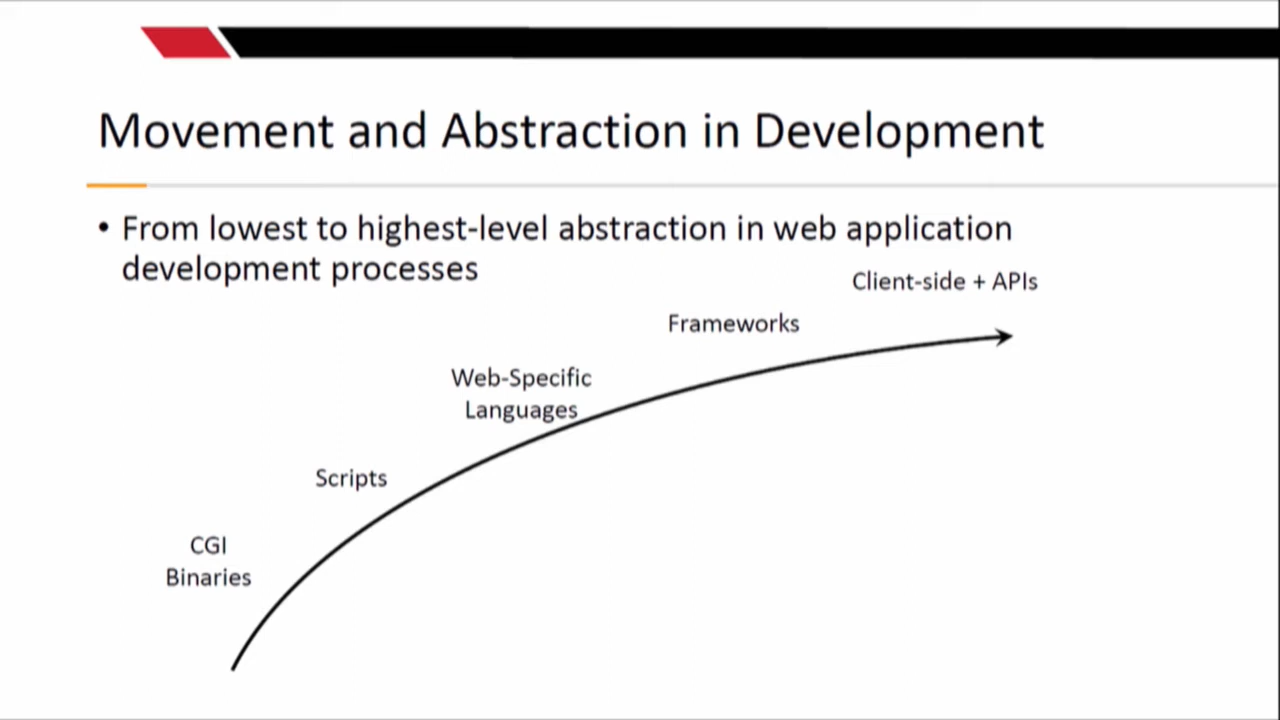 Movement and Abstraction in Development
• From lowest to highest-level abstraction in web application
development processes
Client-side + APIs
Frameworks
Web-Specific
Languages
Scripts
CGI
Binaries